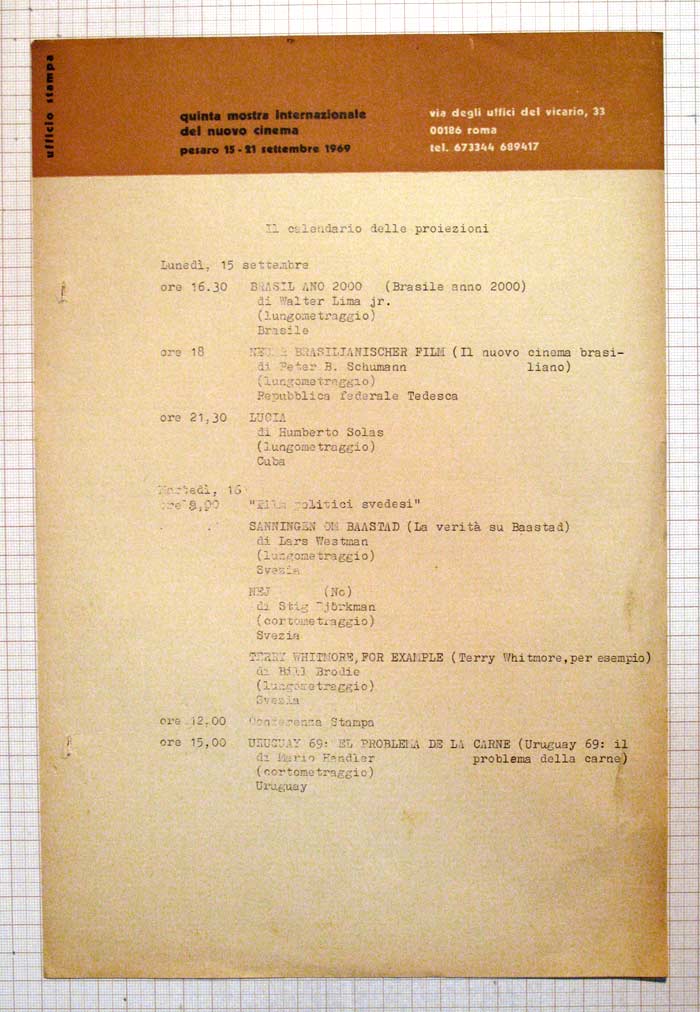 ufficio stampa
quinta mostra internazionale
del nuovo cinema
pesaro 15 - 21 settembre 1969
via degli uffici del vicario, 33
00186 roma
tel. 673344 689417
Il calendario delle proiezioni
Lunedì, 15 settembre
ore 16.30 BRASIL ANO 2000 (Brasile anno 2000)
di Walter Lima jr.
(lungometraggio)
Brasile
ore 18 BRASILIANISCHER FILM (Il nuovo cinema brasi-
di Peter B. Schumann liano)
(lungometraggio)
Repubblica federale Tedesca
ore 21,30 LUCIA
di Humberto Solas
(lungometraggio)
Cuba
Martedì, 16
ore 9,00 "Film politici svedesi"
SANNINGEN OM BAASTAD (La verità su Baastad)
di Lars Westman
(lungometraggio)
Svezia
NEJ (No)
di Stig Björkman
(cortometraggio)
Svezia
TERRY WHITMORE,FOR EXAMPLE (Terry Whitmore,per esempio)
di Bill Brodie
(lungometraggio)
Svezia
ore 12,00 Conferenza Stampa
ore 15,00 URUGUAY 69: EL PROBLEMA DE LA CARNE (Uruguay 69: il
di Mario Handler problema della carne)
(cortometraggio)
Uruguay